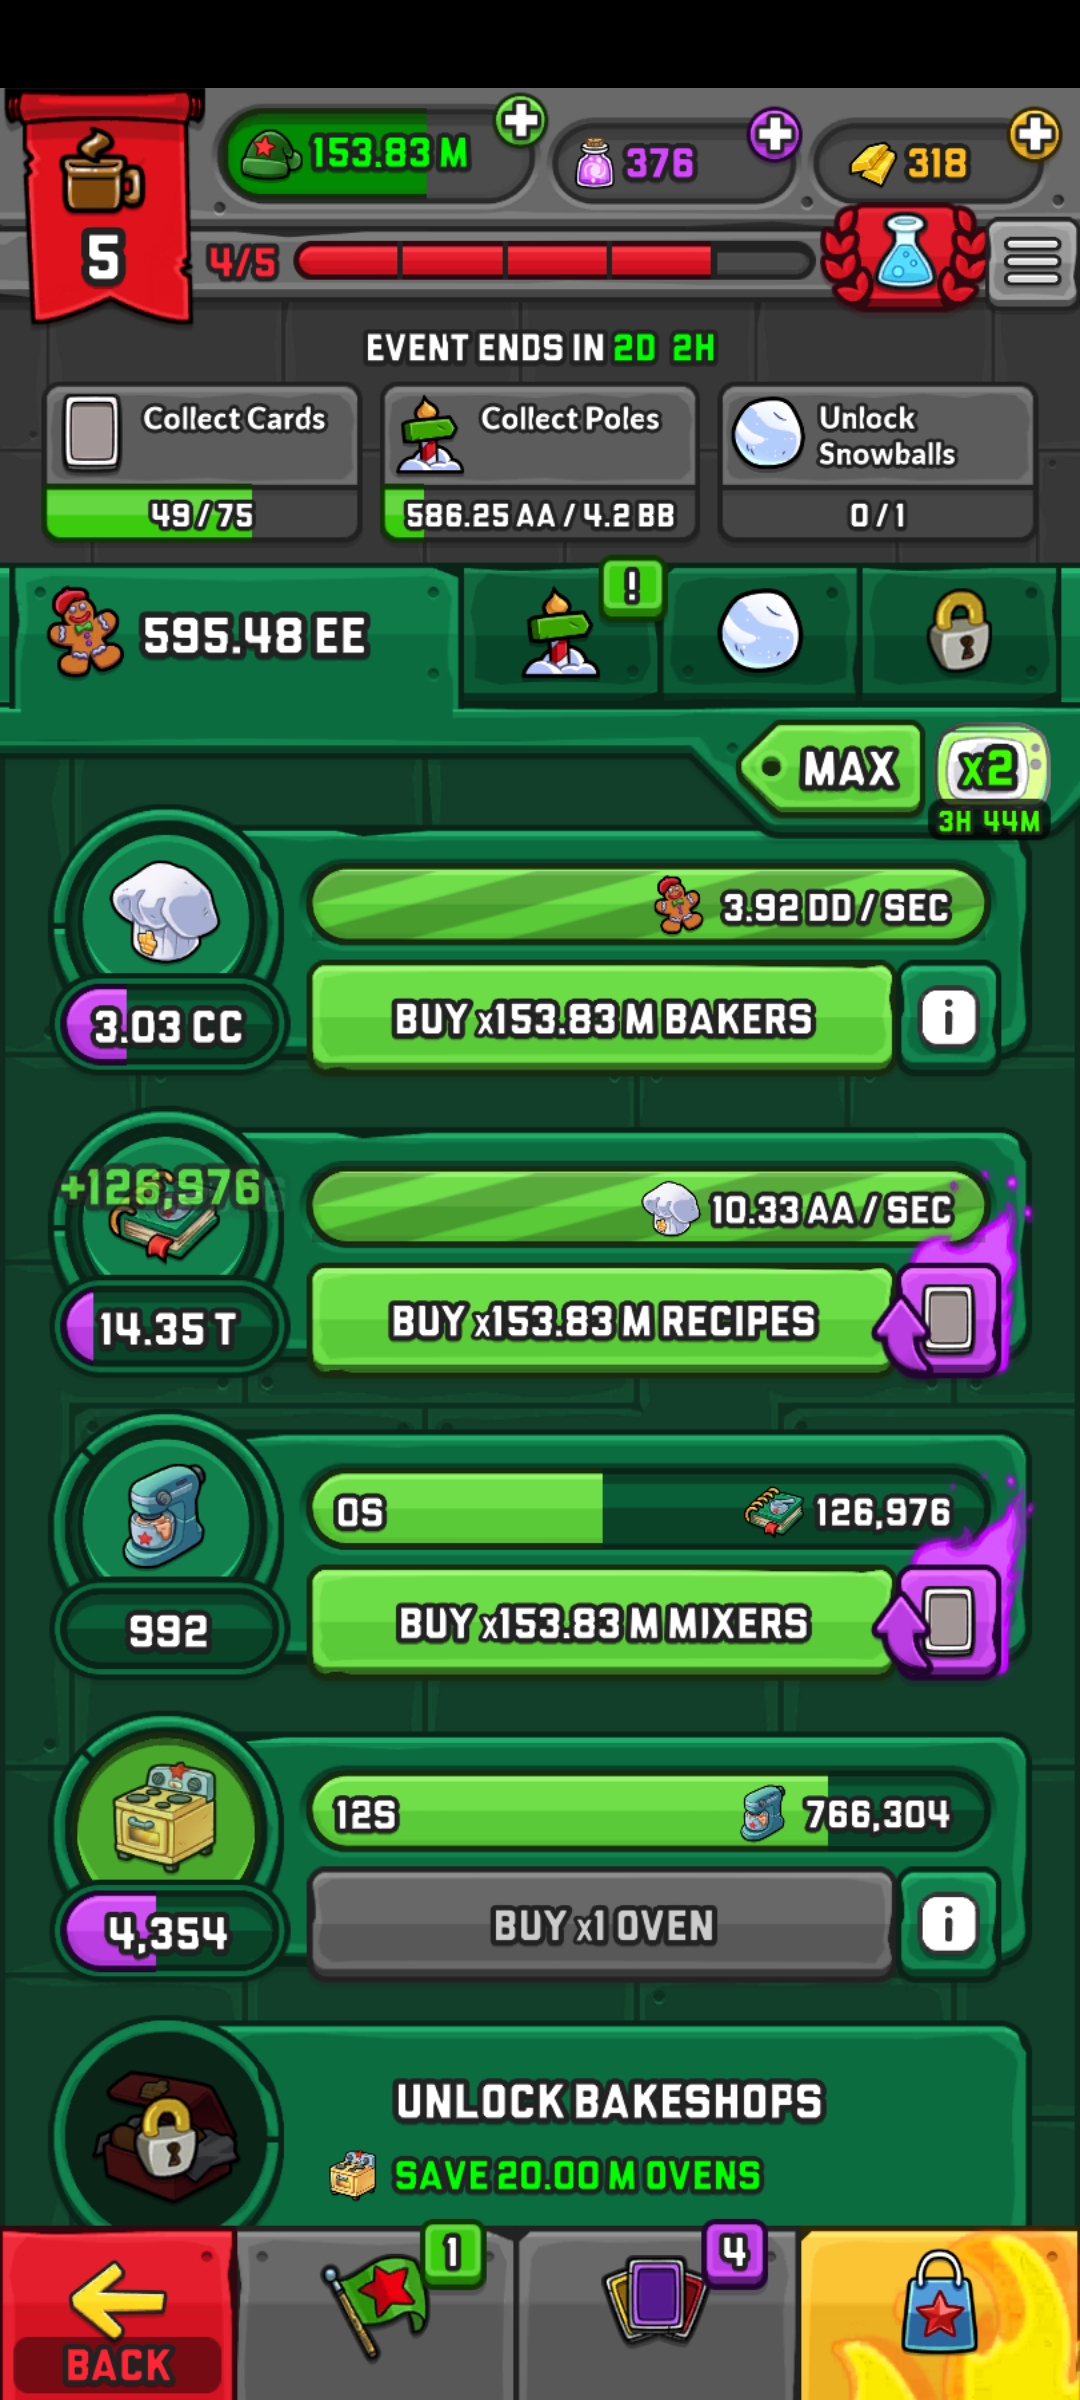 153.83 M
376
318
5
4/5
EVENT ENDS IN 2D 2H
Collect Cards
49/75
Collect Poles
586.25 AA / 4.2 BB
Unlock
Snowballs
0/1
595.48 EE
!
MAX
x2
3H 44M
3.92 DD / SEC
3.03 CC
BUY x153.83 M BAKERS
i
+126,976
10.33 AA / SEC
14.35 T
BUY x153.83 M RECIPES
0S
126,976
992
BUY x153.83 M MIXERS
12S
766,304
4,354
BUY x1 OVEN
i
UNLOCK BAKESHOPS
SAVE 20.00 M OVENS
BACK
1
4